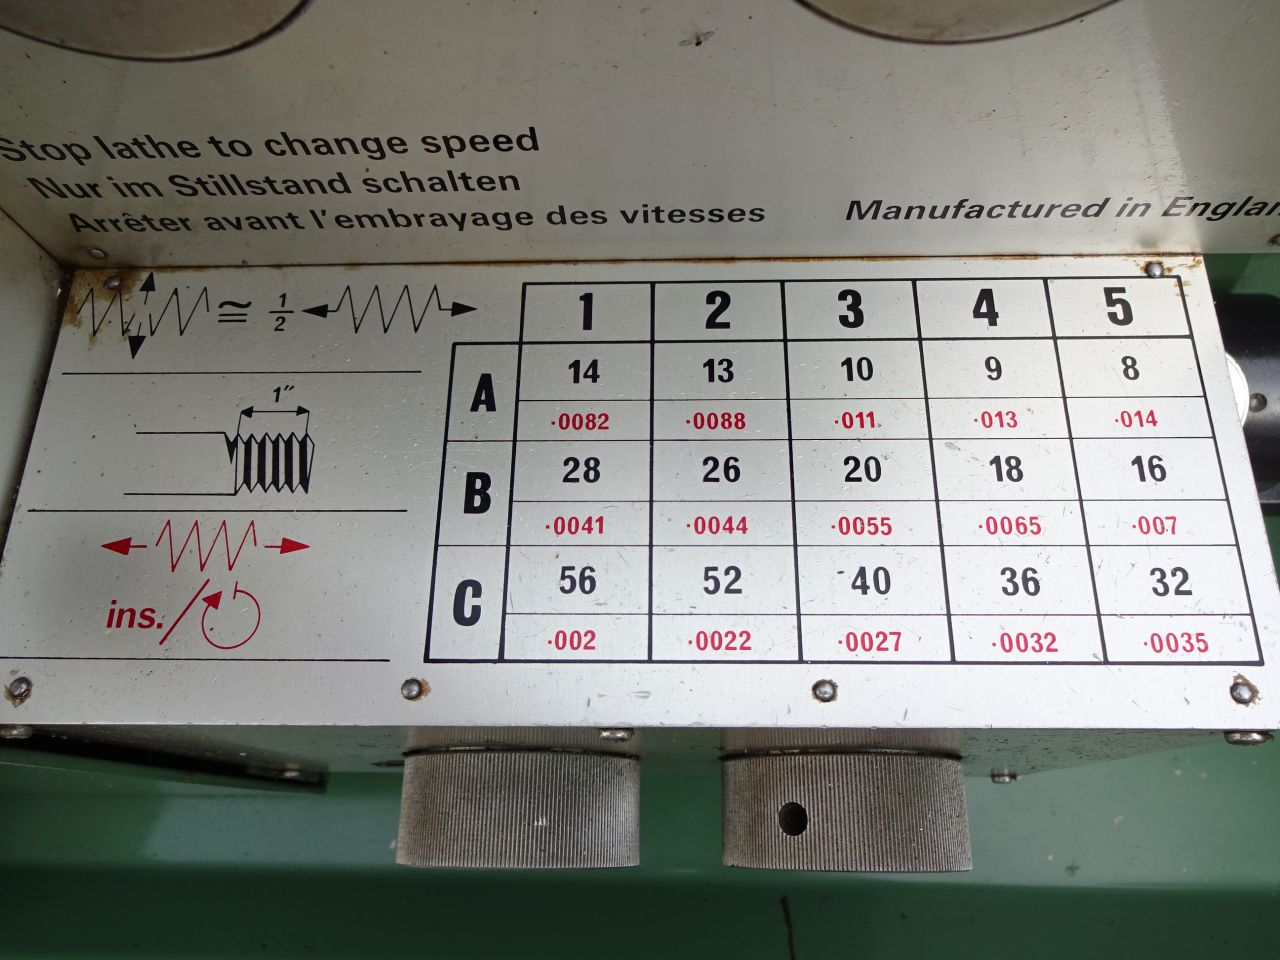 Stop lathe to change speed
Nur im Stillstand schalten
Arrêter avant l'embrayage des vitesses
Manufactured in
≅ 1/2
1"
ins./
1 2 3 4 5
A 14 13 10 9 8
·0082 ·0088 ·011 ·013 ·014
B 28 26 20 18 16
·0041 ·0044 ·0055 ·0065 ·007
C 56 52 40 36 32
·002 ·0022 ·0027 ·0032 ·0035